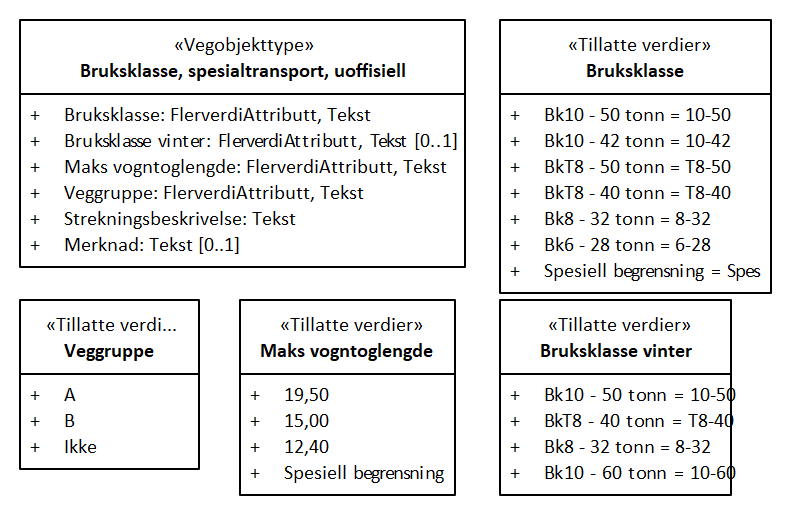 «Vegobjekttype»
Bruksklasse, spesialtransport, uoffisiell
+ Bruksklasse: FlerverdiAttributt, Tekst
+ Bruksklasse vinter: FlerverdiAttributt, Tekst [0..1]
+ Maks vogntoglengde: FlerverdiAttributt, Tekst
+ Veggruppe: FlerverdiAttributt, Tekst
+ Strekningsbeskrivelse: Tekst
+ Merknad: Tekst [0..1]
«Tillatte verdier»
Bruksklasse
+ Bk10 - 50 tonn = 10-50
+ Bk10 - 42 tonn = 10-42
+ BkT8 - 50 tonn = T8-50
+ BkT8 - 40 tonn = T8-40
+ Bk8 - 32 tonn = 8-32
+ Bk6 - 28 tonn = 6-28
+ Spesiell begrensning = Spes
«Tillatte verdi...
Veggruppe
+ A
+ B
+ Ikke
«Tillatte verdier»
Maks vogntoglengde
+ 19,50
+ 15,00
+ 12,40
+ Spesiell begrensning
«Tillatte verdier»
Bruksklasse vinter
+ Bk10 - 50 tonn = 10-50
+ BkT8 - 40 tonn = T8-40
+ Bk8 - 32 tonn = 8-32
+ Bk10 - 60 tonn = 10-60